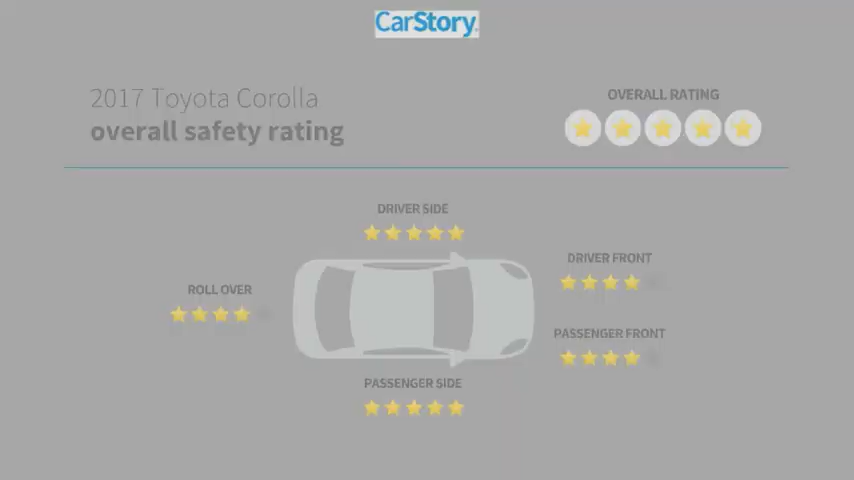 CarStory
2017 Toyota Corolla
overall safety rating
OVERALL RATING
DRIVER SIDE
DRIVER FRONT
ROLL OVER
PASSENGER FRONT
PASSENGER SIDE